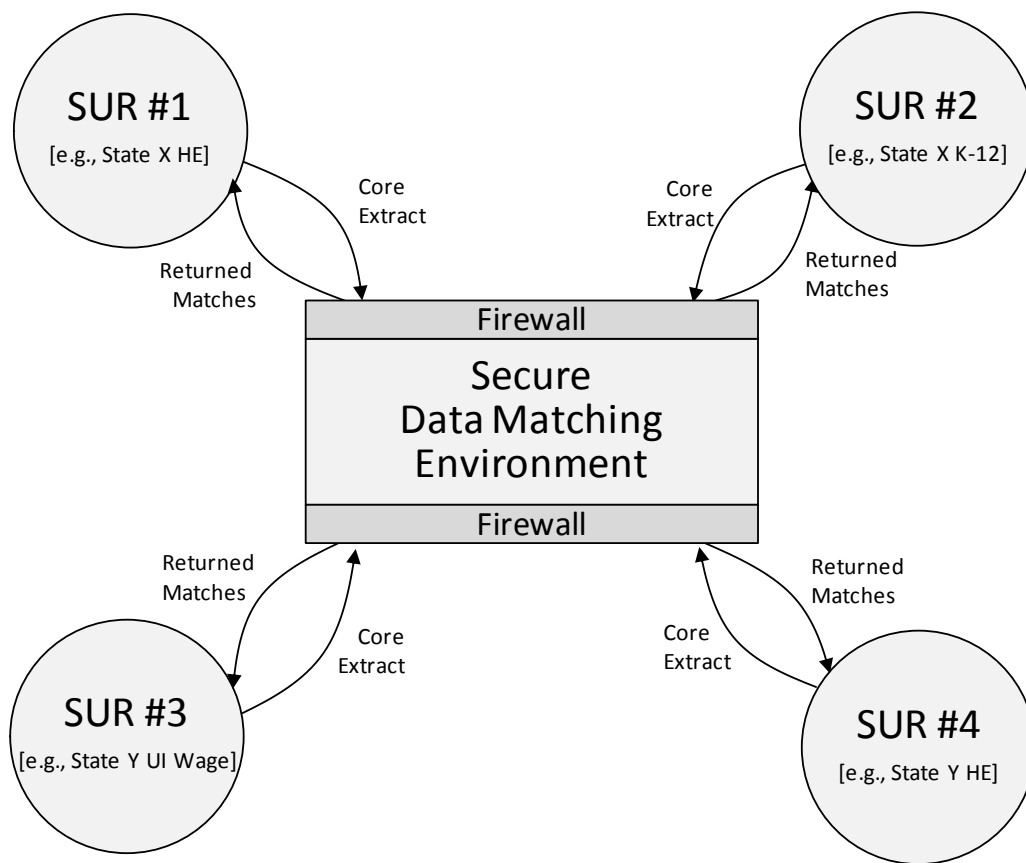 SUR #1
[e.g., State X HE]
SUR #2
[e.g., State X K-12]
Core
Extract
Returned
Matches
Core
Extract
Returned
Matches
Firewall
Secure
Data Matching
Environment
Firewall
Returned
Matches
Core
Extract
Returned
Matches
Core
Extract
SUR #3
[e.g., State Y UI Wage]
SUR #4
[e.g., State Y HE]